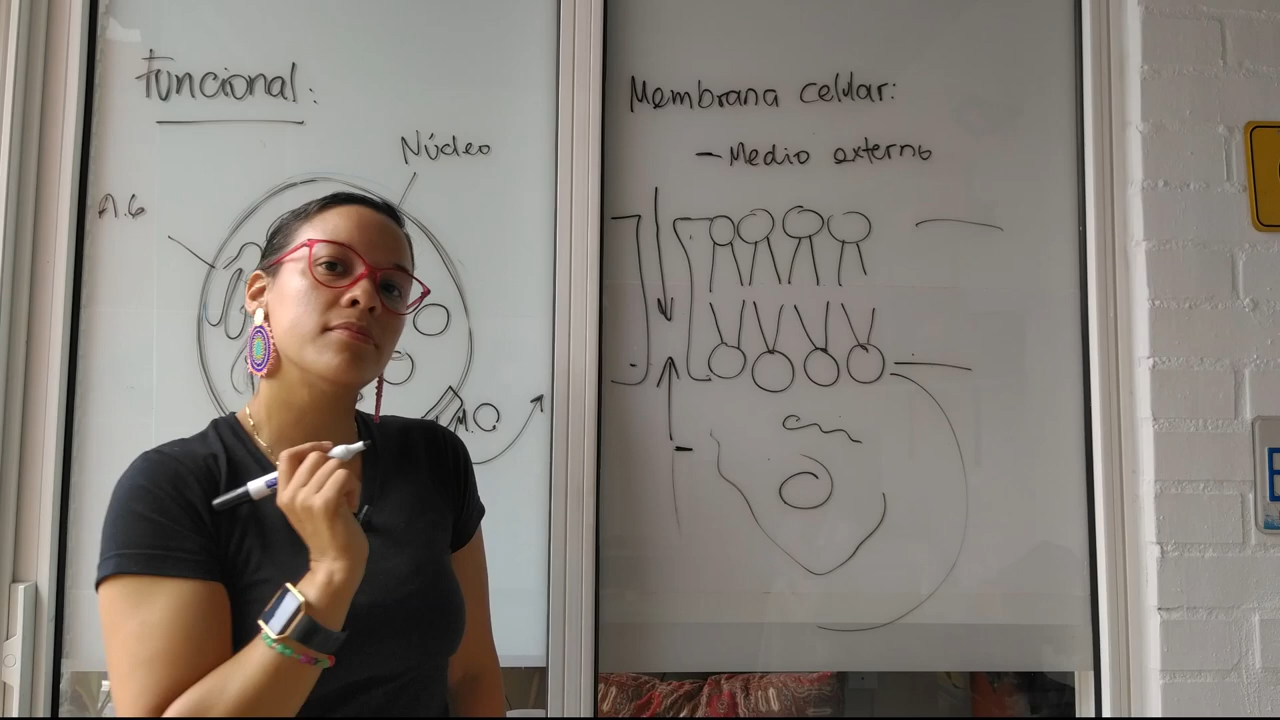 Funcional:
Núcleo
A.G
Membrana celular:
- Medio externo